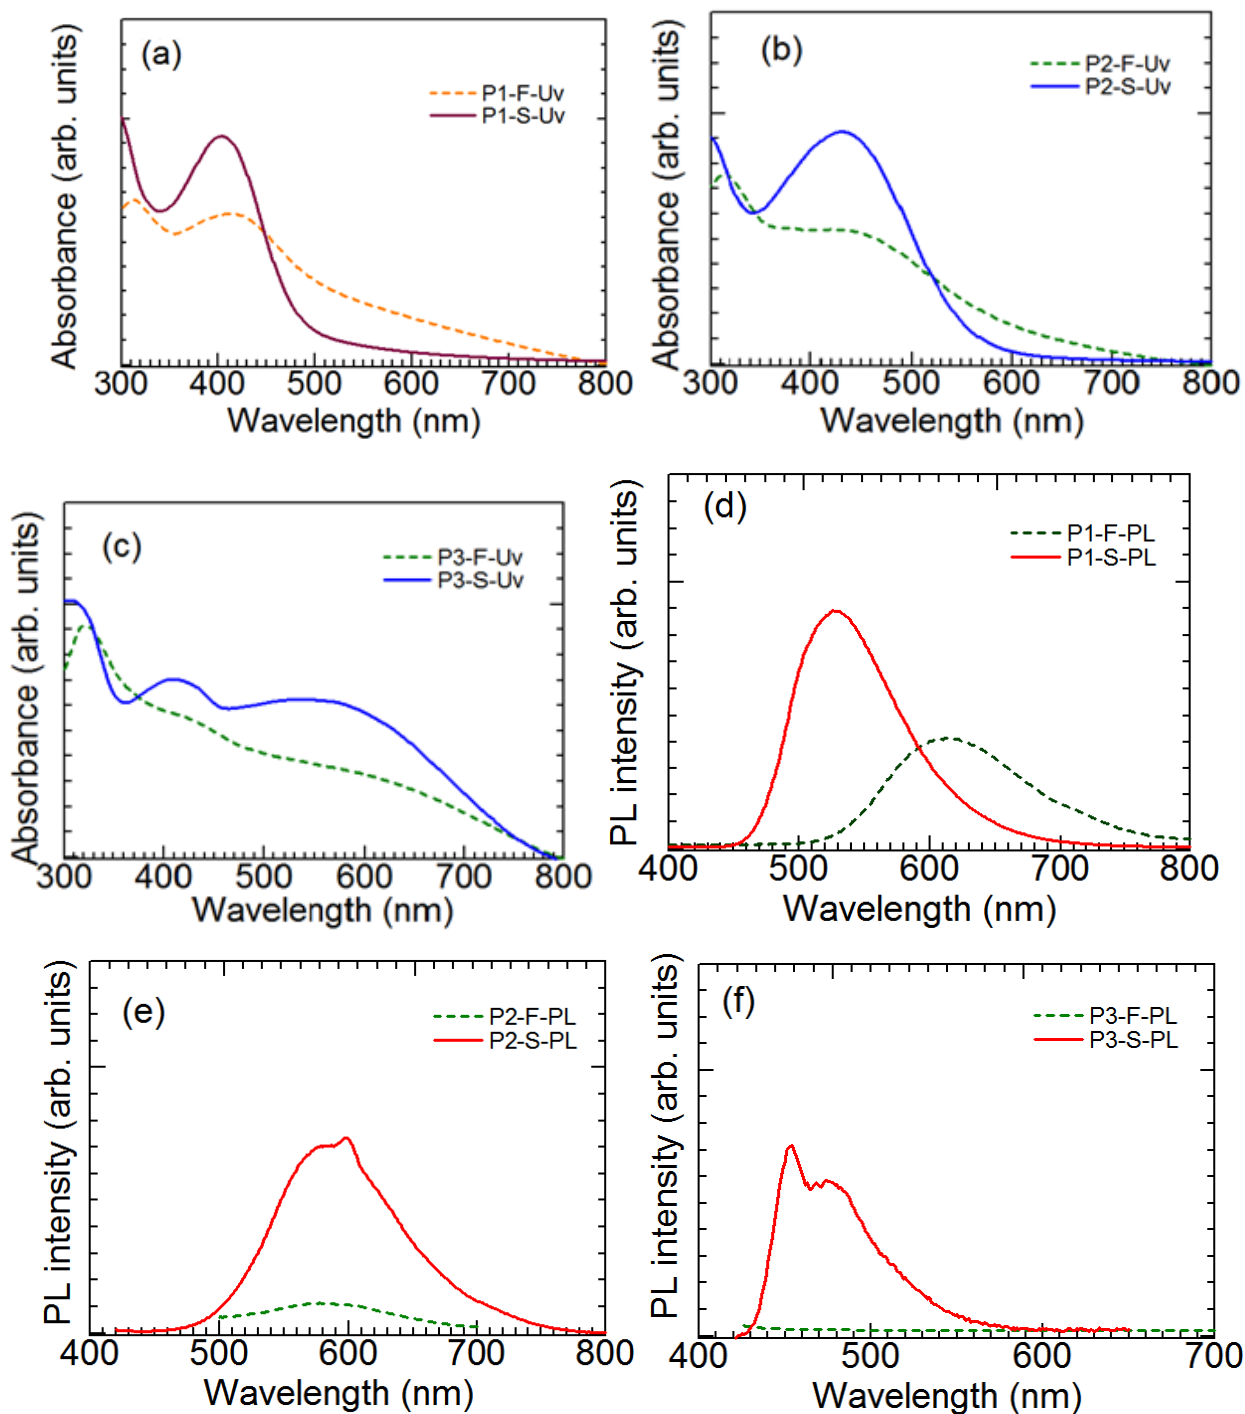 (a)
P1-F-Uv
P1-S-Uv
Absorbance (arb. units)
300 400 500 600 700 800
Wavelength (nm)
(b)
P2-F-Uv
P2-S-Uv
Absorbance (arb. units)
300 400 500 600 700 800
Wavelength (nm)
(c)
P3-F-Uv
P3-S-Uv
Absorbance (arb. units)
300 400 500 600 700 800
Wavelength (nm)
(d)
P1-F-PL
P1-S-PL
PL intensity (arb. units)
400 500 600 700 800
Wavelength (nm)
(e)
P2-F-PL
P2-S-PL
PL intensity (arb. units)
400 500 600 700 800
Wavelength (nm)
(f)
P3-F-PL
P3-S-PL
PL intensity (arb. units)
400 500 600 700
Wavelength (nm)